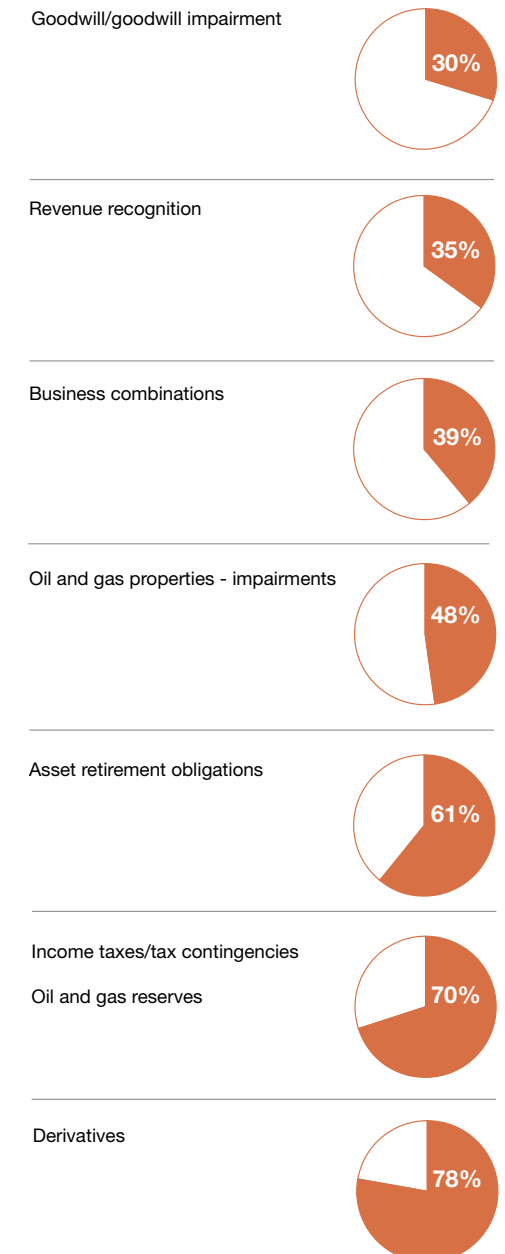 Goodwill/goodwill impairment
30%
Revenue recognition
35%
Business combinations
39%
Oil and gas properties - impairments
48%
Asset retirement obligations
61%
Income taxes/tax contingencies
Oil and gas reserves
70%
Derivatives
78%